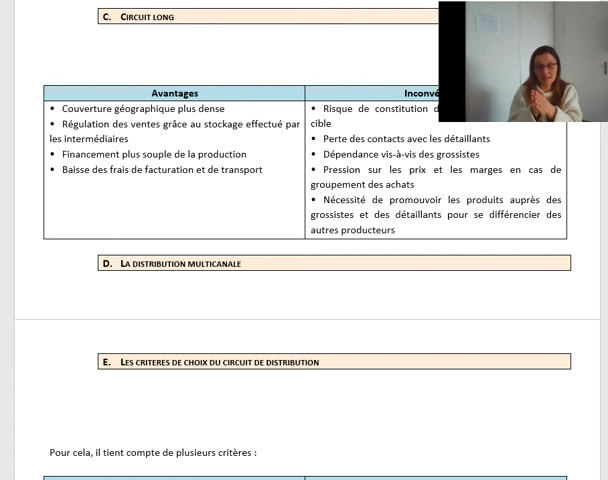 C. CIRCUIT LONG
Avantages
Inconvé
• Couverture géographique plus dense
• Régulation des ventes grâce au stockage effectué par
les intermédiaires
• Financement plus souple de la production
• Baisse des frais de facturation et de transport
• Risque de constitution d
cible
• Perte des contacts avec les détaillants
• Dépendance vis-à-vis des grossistes
• Pression sur les prix et les marges en cas de
groupement des achats
• Nécessité de promouvoir les produits auprès des
grossistes et des détaillants pour se différencier des
autres producteurs
D. LA DISTRIBUTION MULTICANALE
E. LES CRITERES DE CHOIX DU CIRCUIT DE DISTRIBUTION
Pour cela, il tient compte de plusieurs critères :